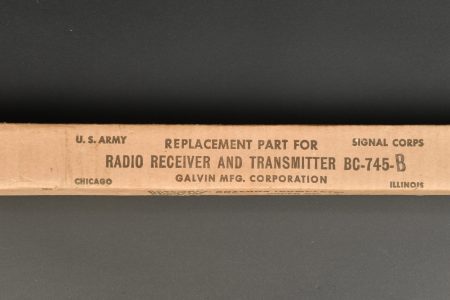 U. S. ARMY REPLACEMENT PART FOR SIGNAL CORPS
RADIO RECEIVER AND TRANSMITTER BC-745-B
CHICAGO GALVIN MFG. CORPORATION ILLINOIS